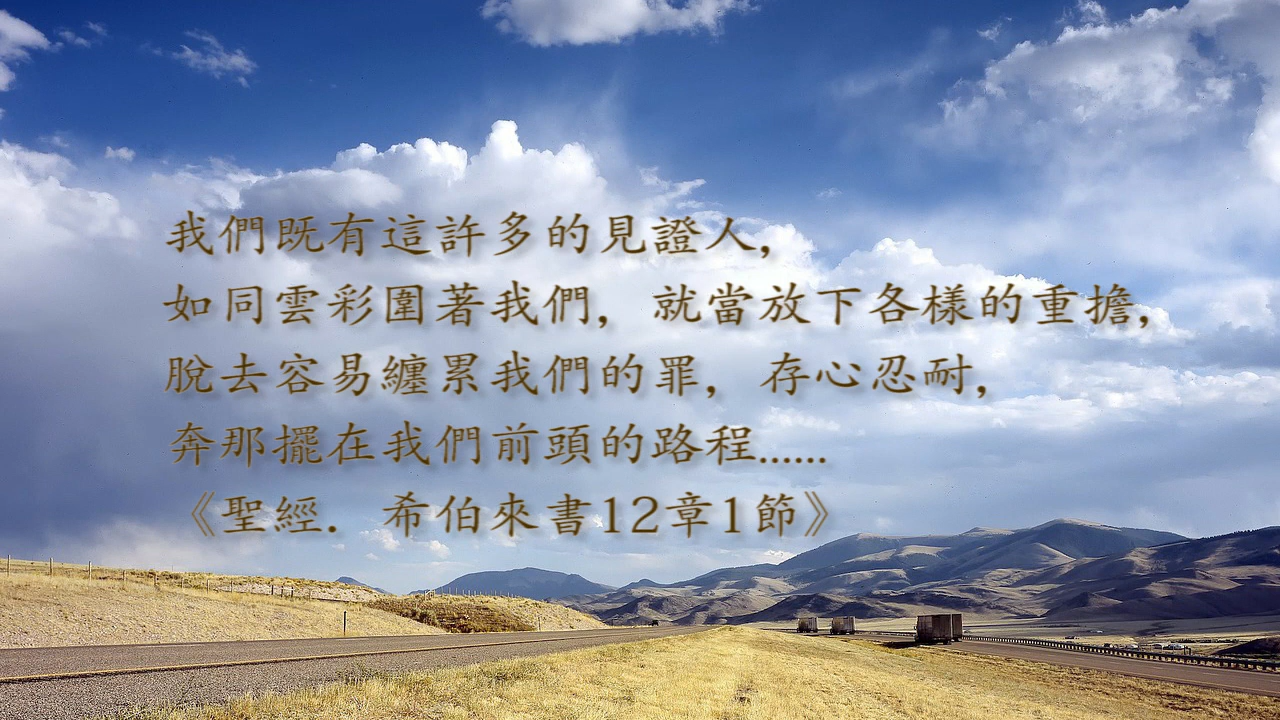 我們既有這許多的見證人,
如同雲彩圍著我們, 就當放下各樣的重擔,
脫去容易纏累我們的罪, 存心忍耐,
奔那擺在我們前頭的路程......
《聖經. 希伯來書12章1節》